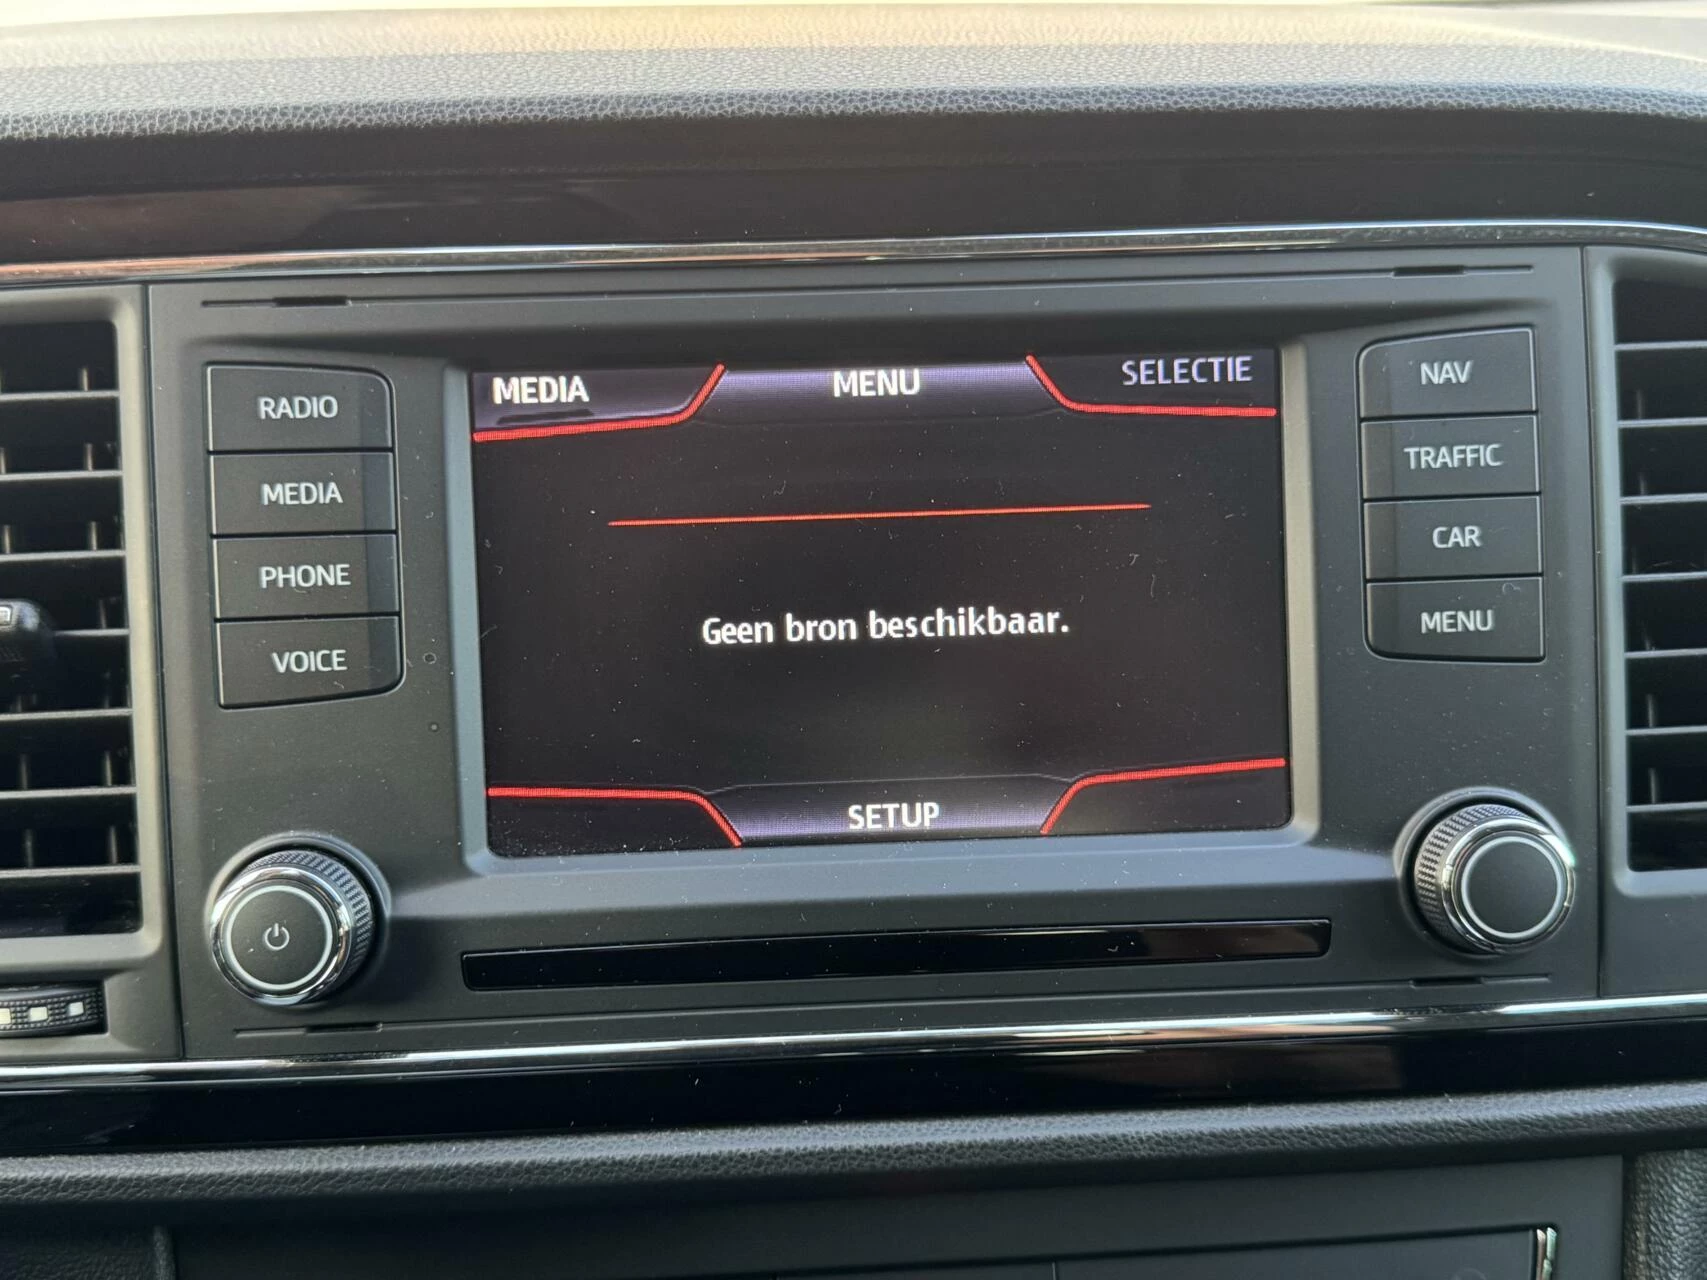 MEDIA
MENU
SELECTIE
Geen bron beschikbaar.
SETUP
RADIO
MEDIA
PHONE
VOICE
NAV
TRAFFIC
CAR
MENU